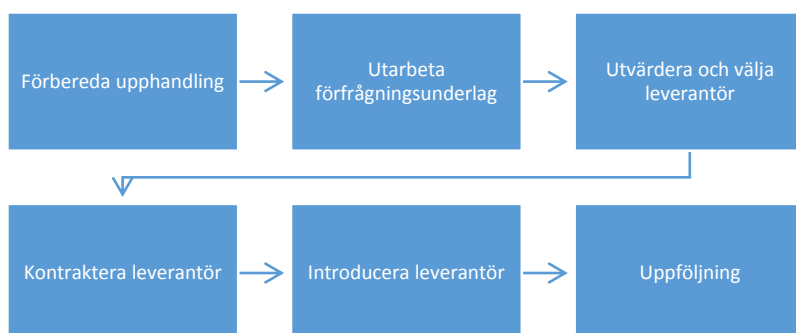 Förbereda upphandling
Utarbeta
förfrågningsunderlag
Utvärdera och välja
leverantör
Kontraktera leverantör
Introducera leverantör
Uppföljning